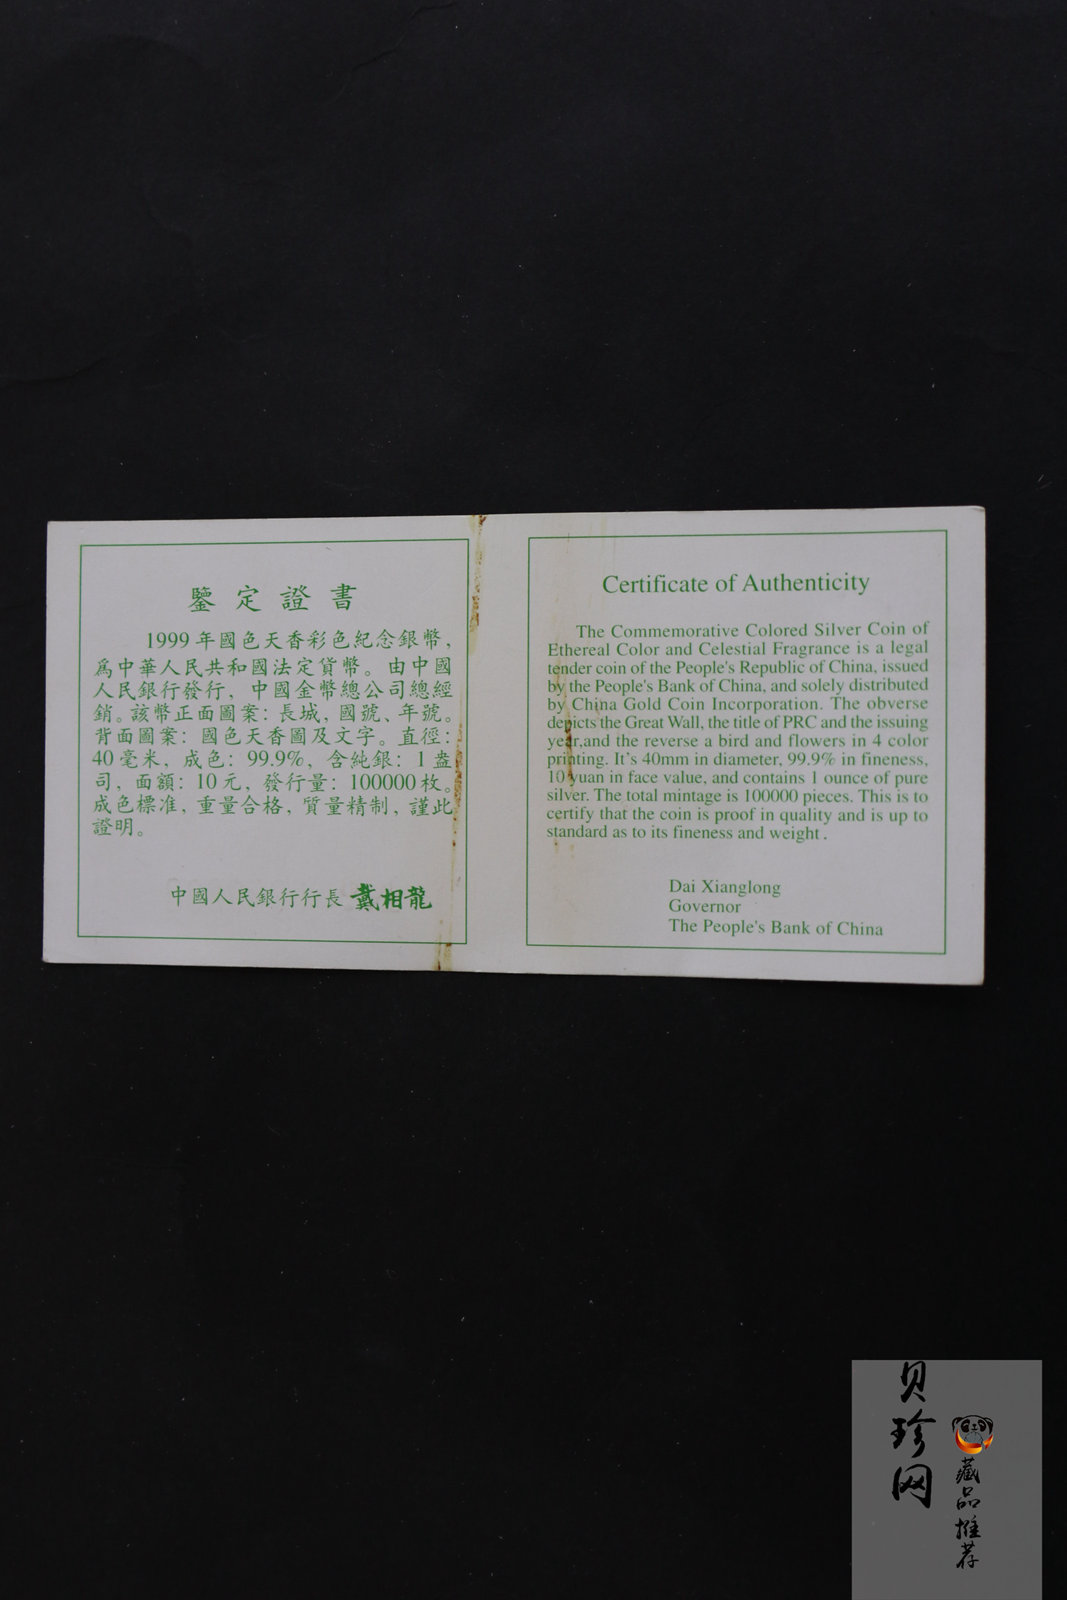 鑒定證書
1999年國色天香彩色紀念銀幣,
爲中華人民共和國法定貨幣。由中國
人民銀行發行, 中國金幣總公司總經
銷。該幣正面圖案: 長城, 國號、年號。
背面圖案: 國色天香圖及文字。直徑:
40毫米, 成色: 99.9%, 含純銀: 1盎
司, 面額: 10元, 發行量: 100000枚。
成色標准, 重量合格, 質量精制, 謹此
證明。
中國人民銀行行長 戴相龍
Certificate of Authenticity
The Commemorative Colored Silver Coin of
Ethereal Color and Celestial Fragrance is a legal
tender coin of the People's Republic of China, issued
by the People's Bank of China, and solely distributed
by China Gold Coin Incorporation. The obverse
depicts the Great Wall, the title of PRC and the issuing
year,and the reverse a bird and flowers in 4 color
printing. It's 40mm in diameter, 99.9% in fineness,
10 yuan in face value, and contains 1 ounce of pure
silver. The total mintage is 100000 pieces. This is to
certify that the coin is proof in quality and is up to
standard as to its fineness and weight .
Dai Xianglong
Governor
The People's Bank of China
贝珍网
藏品推荐